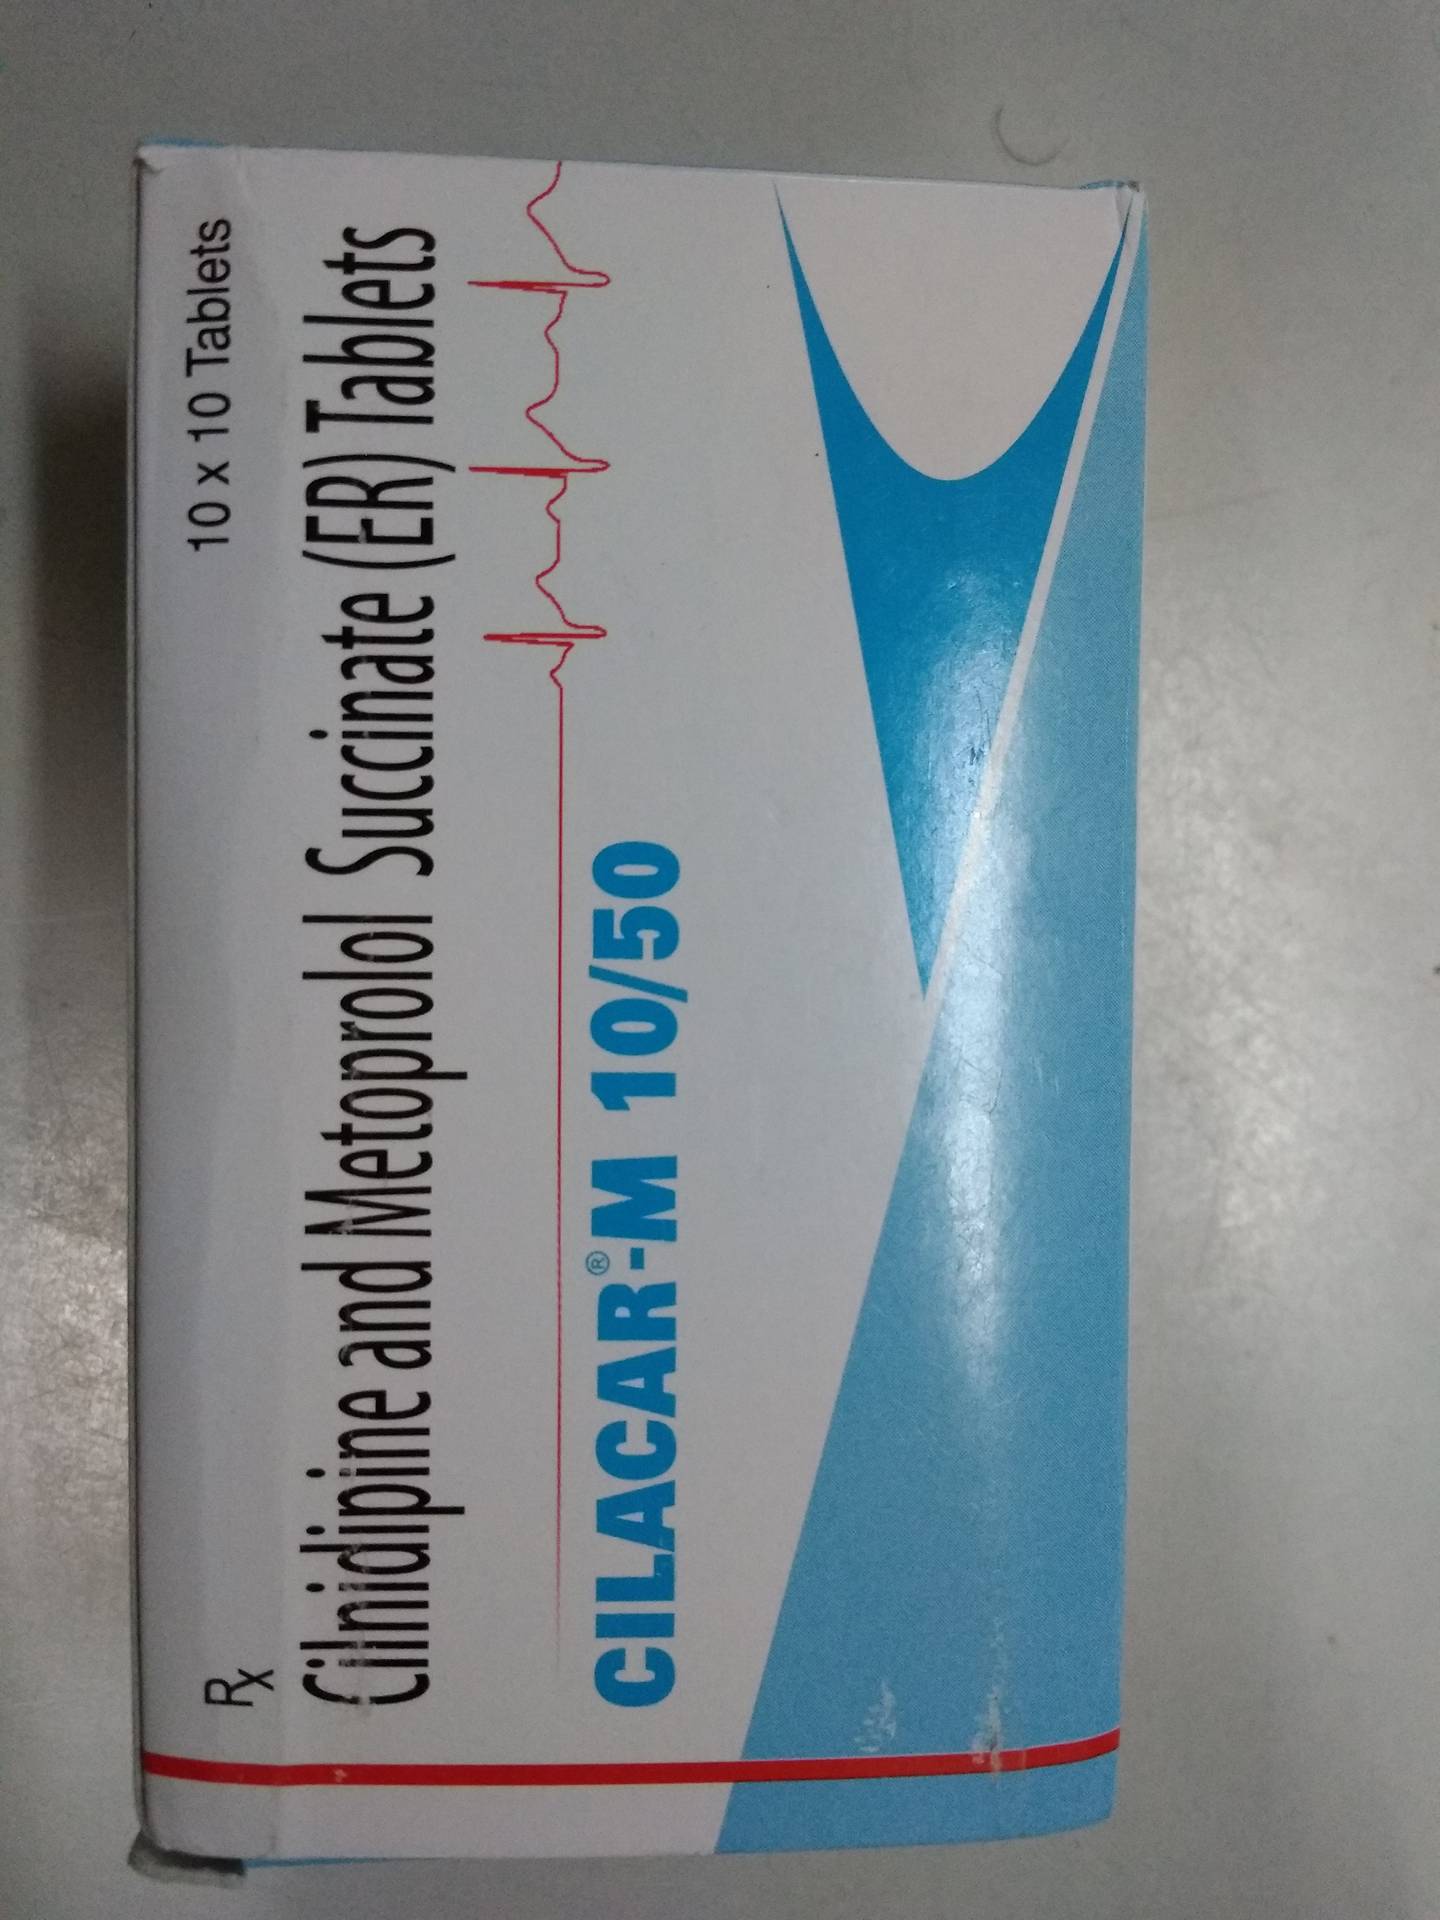 Rx 10 x 10 Tablets
Cilnidipine and Metoprolol Succinate (ER) Tablets
CILACAR®-M 10/50